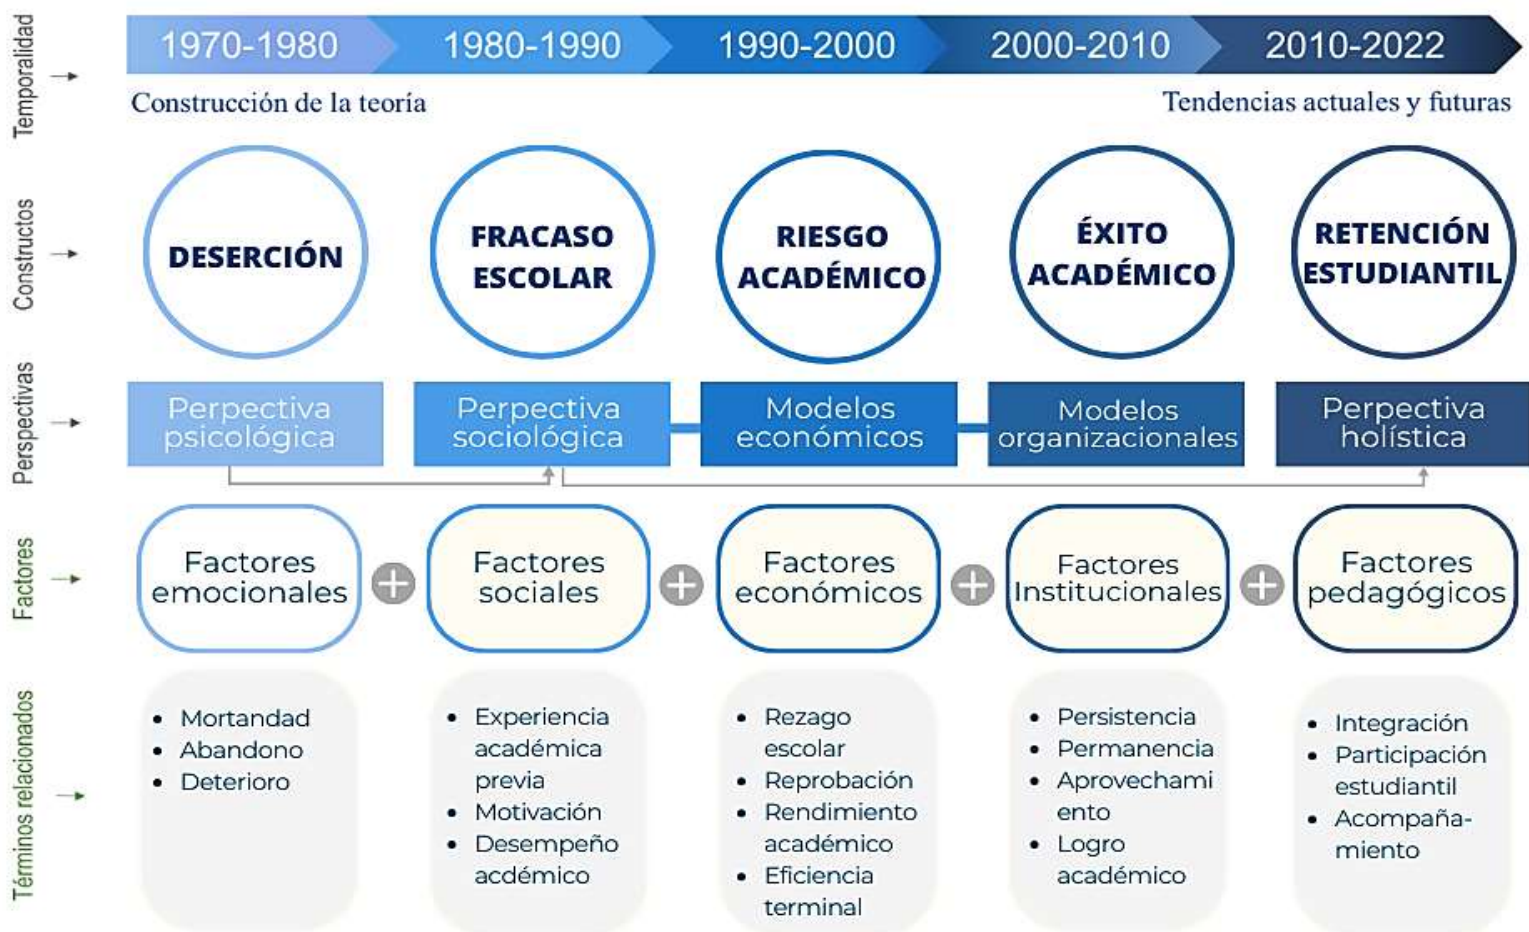 Temporalidad
1970-1980
1980-1990
1990-2000
2000-2010
2010-2022
Construcción de la teoría
Tendencias actuales y futuras
Constructos
DESERCIÓN
FRACASO
ESCOLAR
RIESGO
ACADÉMICO
ÉXITO
ACADÉMICO
RETENCIÓN
ESTUDIANTIL
Perspectivas
Perpectiva
psicológica
Perpectiva
sociológica
Modelos
económicos
Modelos
organizacionales
Perpectiva
holística
Factores
Factores
emocionales
Factores
sociales
Factores
económicos
Factores
Institucionales
Factores
pedagógicos
Términos relacionados
• Mortandad
• Abandono
• Deterioro
• Experiencia
académica
previa
• Motivación
• Desempeño
acdémico
• Rezago
escolar
• Reprobación
• Rendimiento
académico
• Eficiencia
terminal
• Persistencia
• Permanencia
• Aprovechami
ento
• Logro
académico
• Integración
• Participación
estudiantil
• Acompaña-
miento